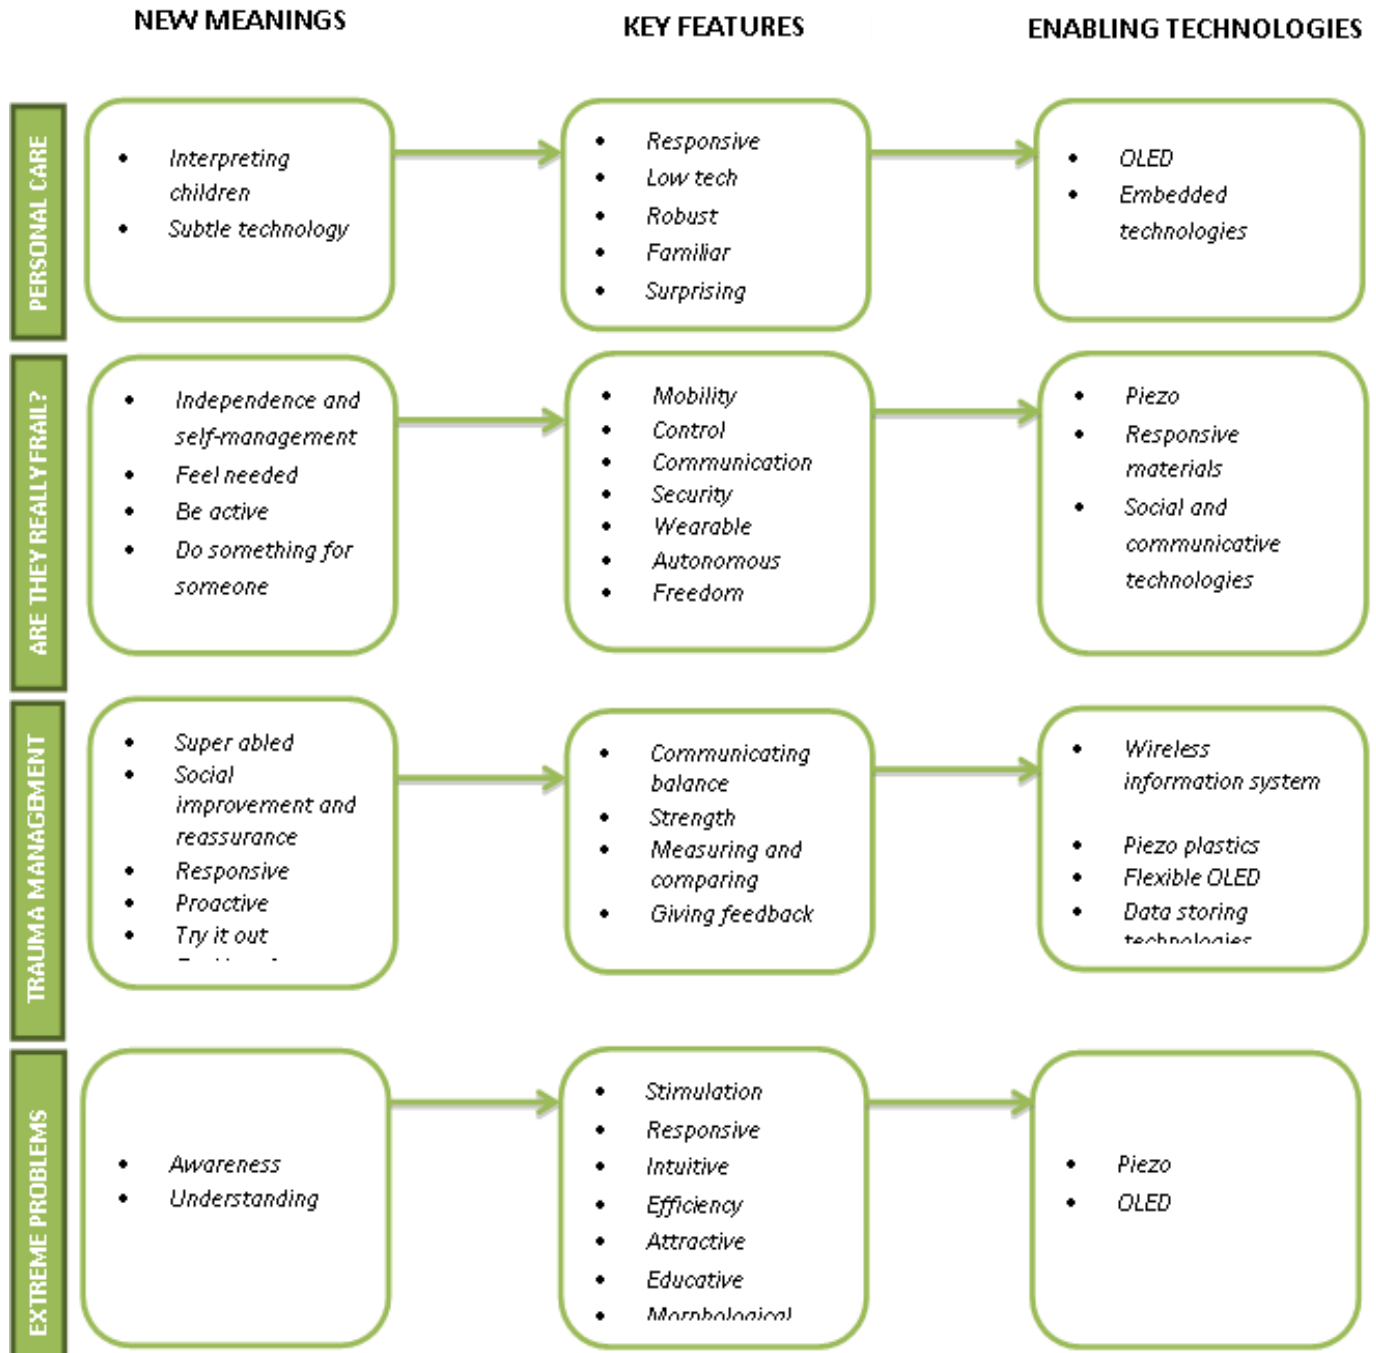 NEW MEANINGS
KEY FEATURES
ENABLING TECHNOLOGIES
PERSONAL CARE
• Interpreting
children
• Subtle technology
• Responsive
• Low tech
• Robust
• Familiar
• Surprising
• OLED
• Embedded
technologies
ARE THEY REALLY FRAIL?
• Independence and
self-management
• Feel needed
• Be active
• Do something for
someone
• Mobility
• Control
• Communication
• Security
• Wearable
• Autonomous
• Freedom
• Piezo
• Responsive
materials
• Social and
communicative
technologies
TRAUMA MANAGEMENT
• Super abled
• Social
improvement and
reassurance
• Responsive
• Proactive
• Try it out
• Communicating
balance
• Strength
• Measuring and
comparing
• Giving feedback
• Wireless
information system
• Piezo plastics
• Flexible OLED
• Data storing
technologies
EXTREME PROBLEMS
• Awareness
• Understanding
• Stimulation
• Responsive
• Intuitive
• Efficiency
• Attractive
• Educative
• Morphological
• Piezo
• OLED